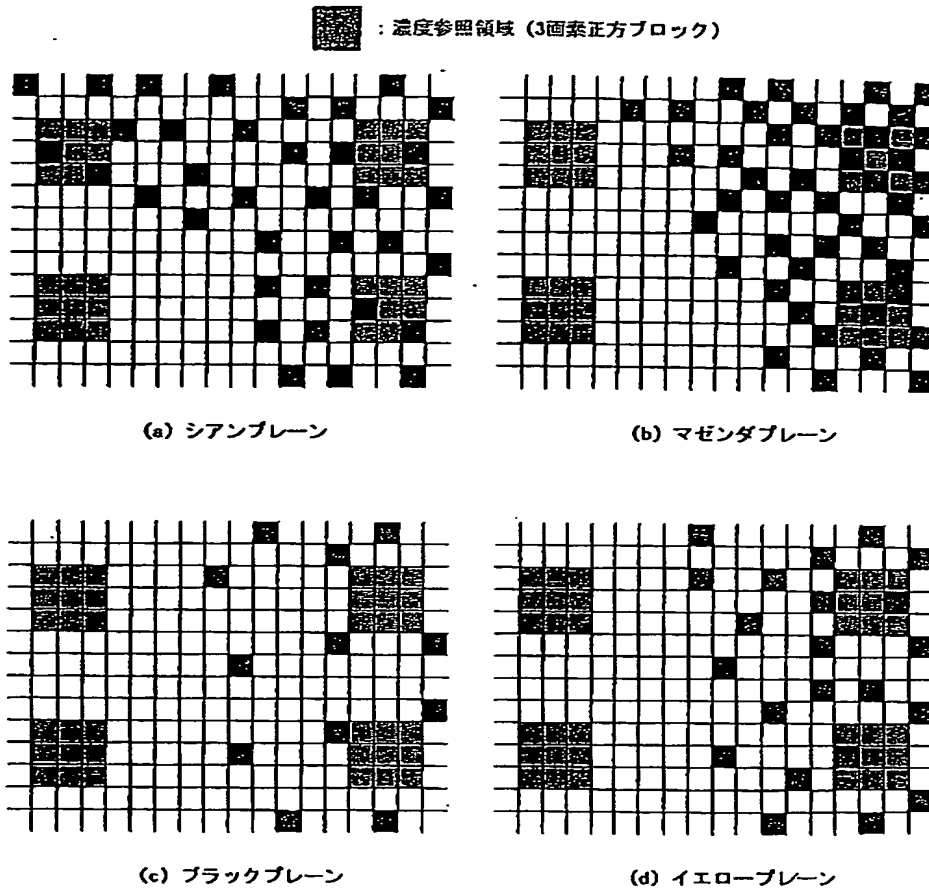 ：濃度参照領域（3画素正方ブロック）
(a) シアンプレーン
(b) マゼンダプレーン
(c) ブラックプレーン
(d) イエロープレーン